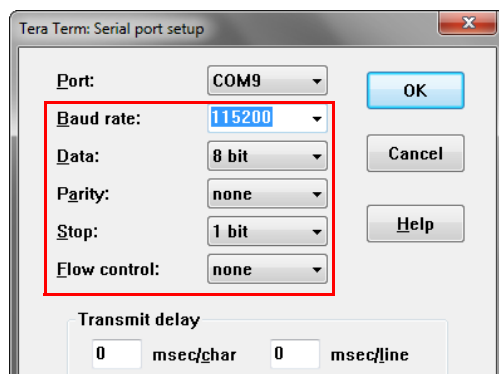 Tera Term: Serial port setup
Port: COM9 OK
Baud rate: 115200
Data: 8 bit Cancel
Parity: none
Stop: 1 bit Help
Flow control: none
Transmit delay
0 msec/char 0 msec/line